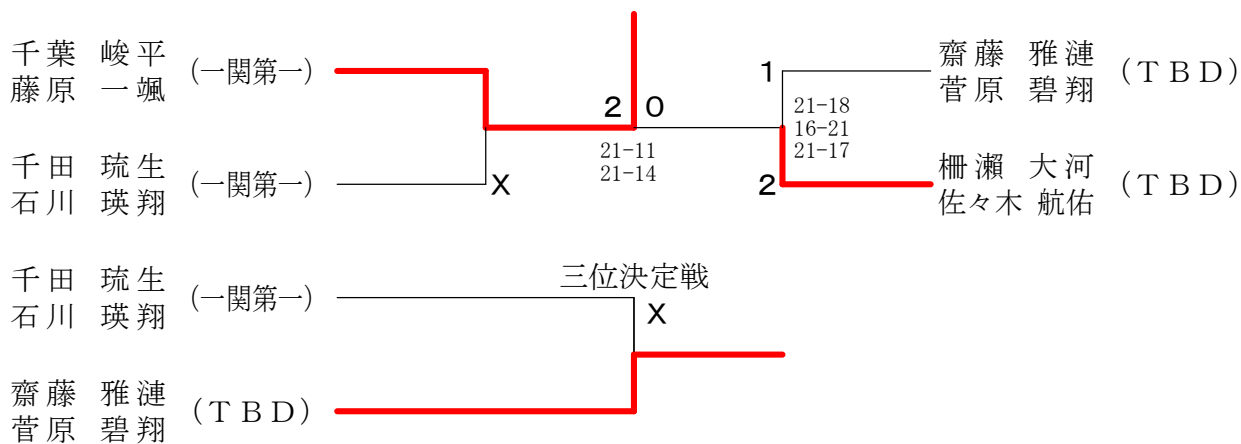 千葉 峻平
藤原 一颯
(一関第一)
千田 琉生
石川 瑛翔
(一関第一)
2 0
21-11
21-14
X
1
21-18
16-21
21-17
2
齋藤 雅漣
菅原 碧翔
(TBD)
柵瀬 大河
佐々木 航佑
(TBD)
三位決定戦
千田 琉生
石川 瑛翔
(一関第一)
X
齋藤 雅漣
菅原 碧翔
(TBD)